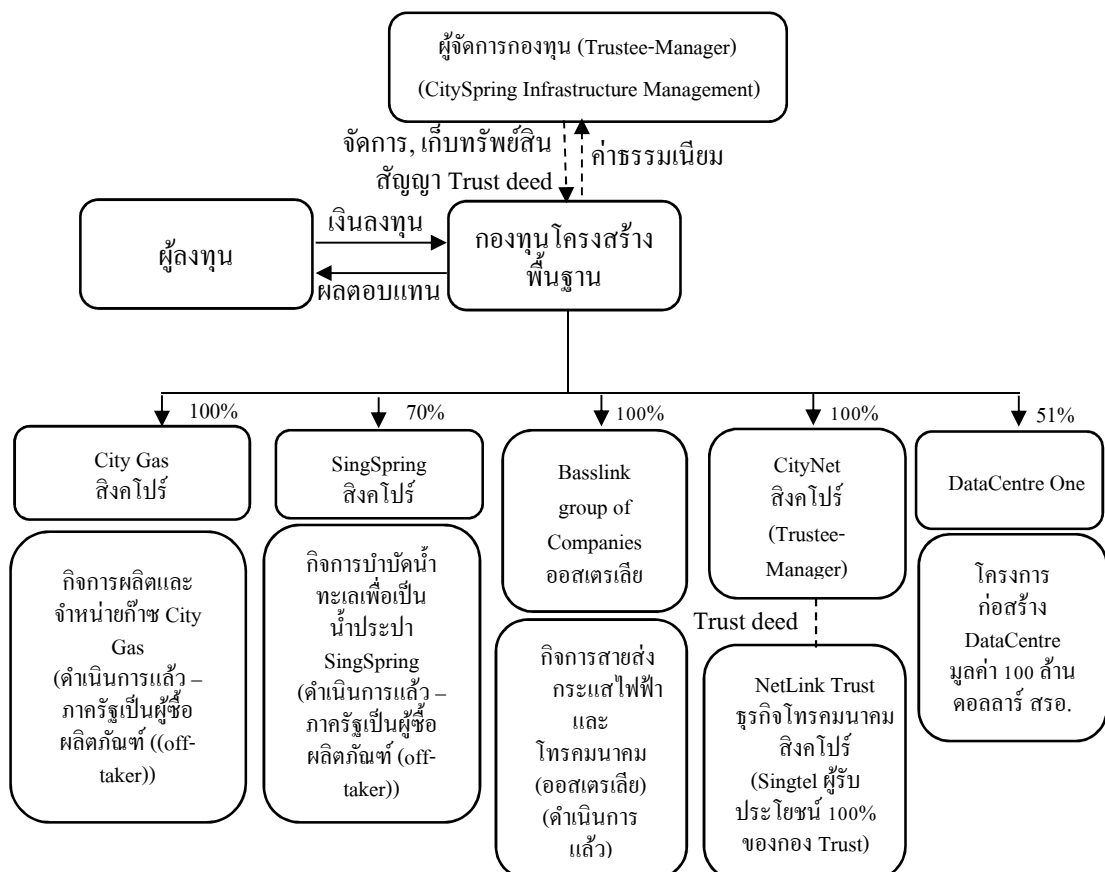 ผู้จัดการกองทุน (Trustee-Manager)
(CitySpring Infrastructure Management)
จัดการ, เก็บทรัพย์สิน
สัญญา Trust deed
ค่าธรรมเนียม
ผู้ลงทุน
เงินลงทุน
ผลตอบแทน
กองทุนโครงสร้าง
พื้นฐาน
100%
70%
100%
100%
51%
City Gas
สิงคโปร์
SingSpring
สิงคโปร์
Basslink
group of
Companies
ออสเตรเลีย
CityNet
สิงคโปร์
(Trustee-
Manager)
DataCentre One
กิจการผลิตและ
จำหน่ายก๊าซ City
Gas
(ดำเนินการแล้ว –
ภาครัฐเป็นผู้ซื้อ
ผลิตภัณฑ์ ((off-
taker))
กิจการบำบัดน้ำ
ทะเลเพื่อเป็น
น้ำประปา
SingSpring
(ดำเนินการแล้ว –
ภาครัฐเป็นผู้ซื้อ
ผลิตภัณฑ์ (off-
taker))
กิจการสายส่ง
กระแสไฟฟ้า
และ
โทรคมนาคม
(ออสเตรเลีย)
(ดำเนินการ
แล้ว)
Trust deed
NetLink Trust
ธุรกิจโทรคมนาคม
สิงคโปร์
(Singtel ผู้รับ
ประโยชน์ 100%
ของกอง Trust)
โครงการ
ก่อสร้าง
DataCentre
มูลค่า 100 ล้าน
ดอลลาร์ สรอ.